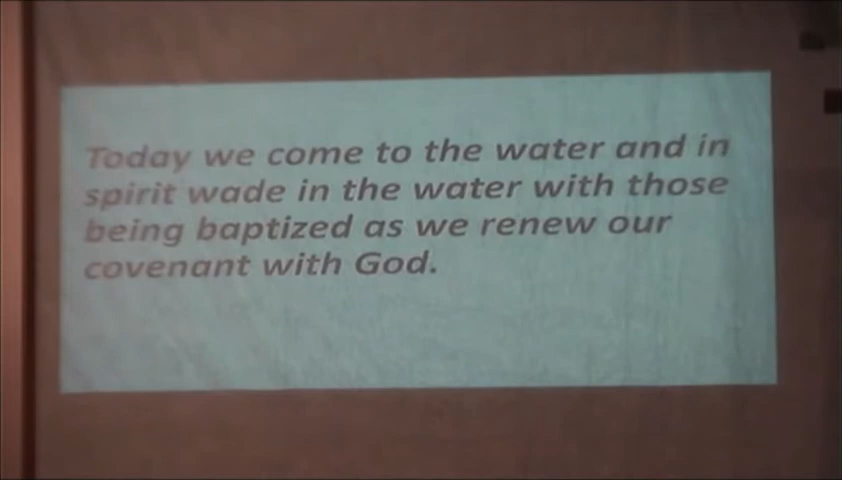 Today we come to the water and in
spirit wade in the water with those
being baptized as we renew our
covenant with God.